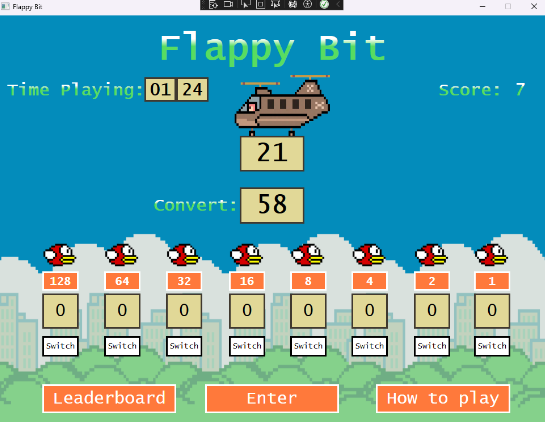 Flappy Bit
Flappy Bit
Time Playing: 01 24
Score: 7
21
Convert: 58
128 64 32 16 8 4 2 1
0 0 0 0 0 0 0 0
Switch Switch Switch Switch Switch Switch Switch Switch
Leaderboard Enter How to play